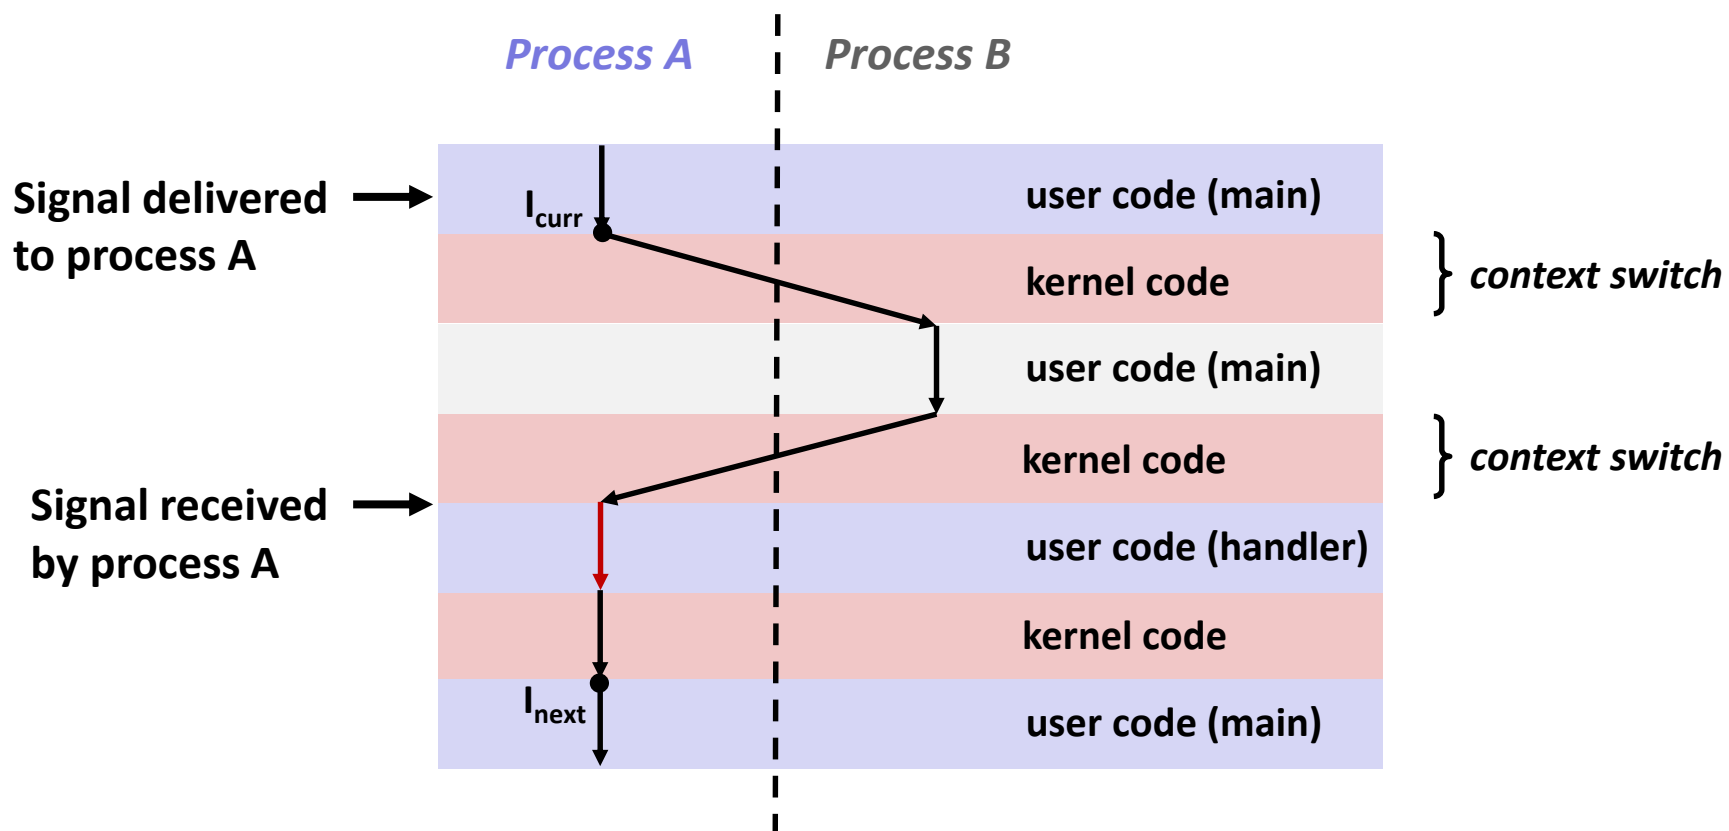 Process A
Process B
Signal delivered
to process A
Icurr
user code (main)
kernel code
context switch
user code (main)
kernel code
context switch
Signal received
by process A
user code (handler)
kernel code
Inext
user code (main)